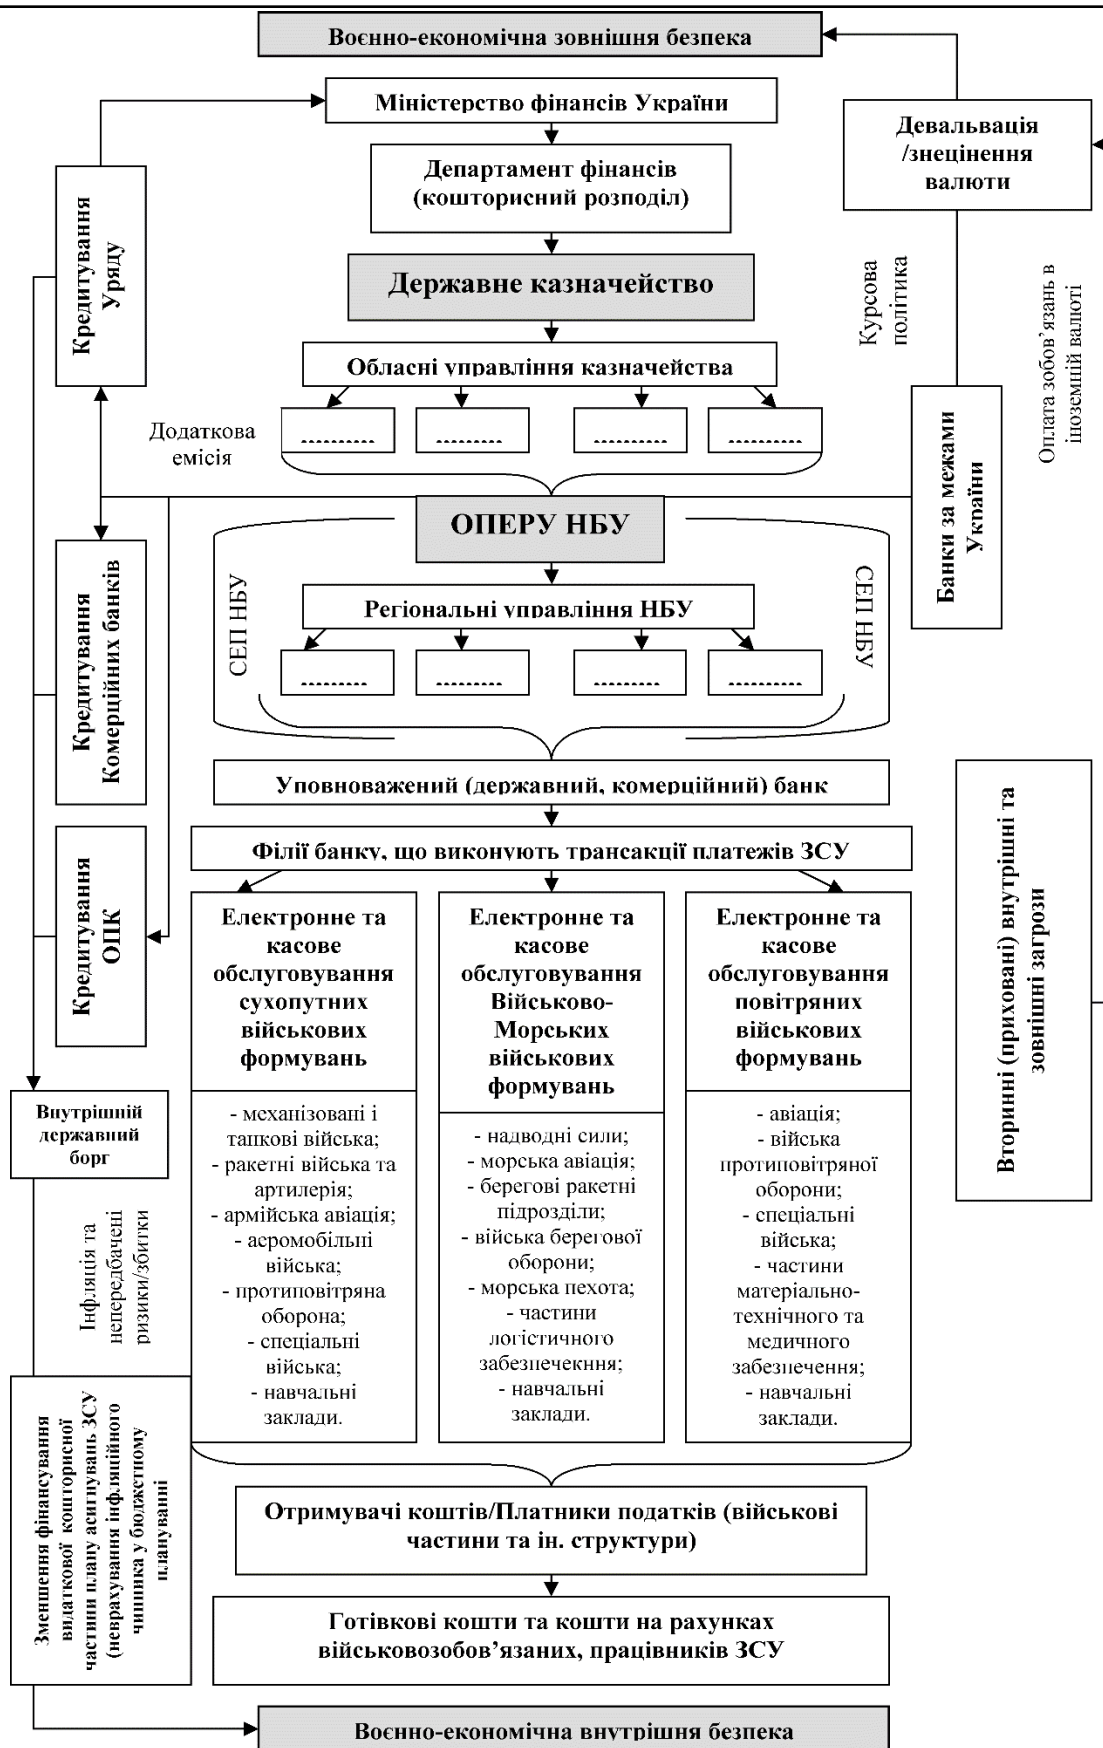 Воєнно-економічна зовнішня безпека
Міністерство фінансів України
Департамент фінансів
(кошторисний розподіл)
Державне казначейство
Обласні управління казначейства
..........
.........
..........
.........
Девальвація
/знецінення
валюти
Курсова
політика
Оплата зобов’язань в
іноземній валюті
Кредитування
Уряду
Додаткова
емісія
ОПЕРУ НБУ
Регіональні управління НБУ
.........
.........
.........
.........
СЕП НБУ
СЕП НБУ
Банки за межами
України
Кредитування
Комерційних банків
Уповноважений (державний, комерційний) банк
Філії банку, що виконують трансакції платежів ЗСУ
Кредитування
ОПК
Електронне та
касове
обслуговування
сухопутних
військових
формувань
- механізовані і
тапкові війська;
- ракетні війська та
артилерія;
- армійська авіація;
- аеромобільні
війська;
- протиповітряна
оборона;
- спеціальні
війська;
- навчальні
заклади.
Електронне та
касове
обслуговування
Військово-
Морських
військових
формувань
- надводні сили;
- морська авіація;
- берегові ракетні
підрозділи;
- війська берегової
оборони;
- морська пехота;
- частини
логістичного
забезпечекння;
- навчальні
заклади.
Електронне та
касове
обслуговування
повітряних
військових
формувань
- авіація;
- війська
протиповітряної
оборони;
- спеціальні
війська;
- частини
матеріально-
технічного та
медичного
забезпечення;
- навчальні
заклади.
Вторинні (приховані) внутрішні та
зовнішні загрози
Внутрішній
державний
борг
Інфляція та
непередбачені
ризики/збитки
Зменшення фінансування
видаткової кошторисної
частини плану асигнувань ЗСУ
(неврахування інфляційного
чинника у бюджетному
плануванні
Отримувачі коштів/Платники податків (військові
частини та ін. структури)
Готівкові кошти та кошти на рахунках
військовозобов’язаних, працівників ЗСУ
Воєнно-економічна внутрішня безпека